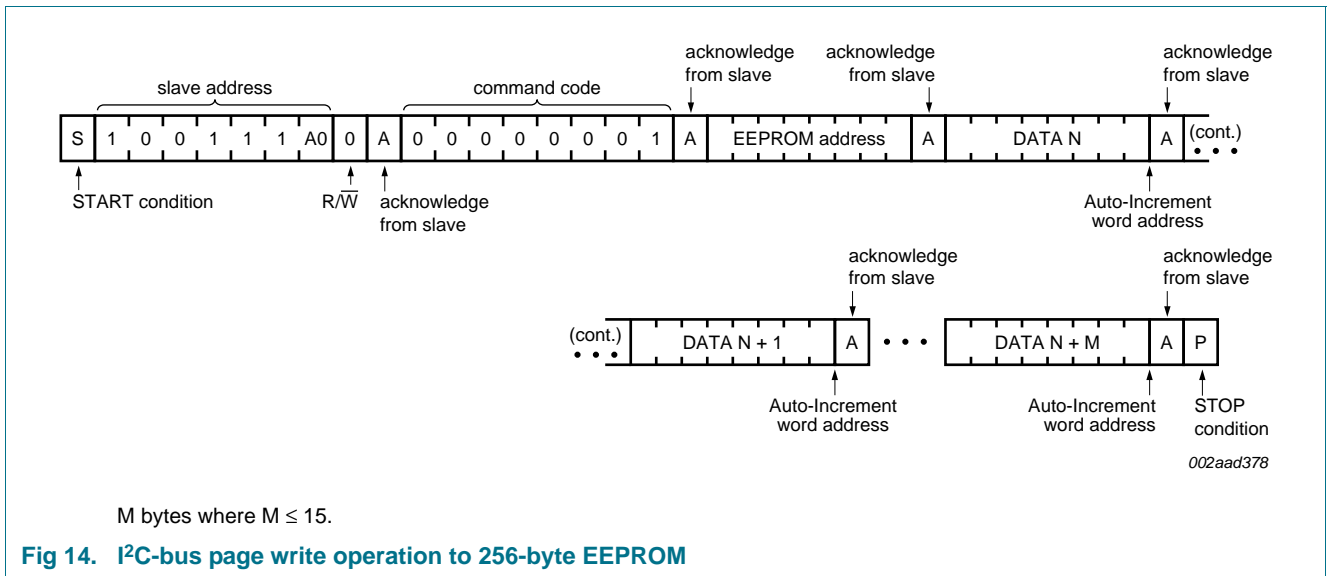 acknowledge from slave
acknowledge from slave
acknowledge from slave
slave address
command code
S 1 0 0 1 1 1 A0 0 A 0 0 0 0 0 0 0 1 A EEPROM address A DATA N A (cont.)
START condition
R/W̅
acknowledge from slave
Auto-Increment word address
acknowledge from slave
acknowledge from slave
(cont.) DATA N + 1 A • • • DATA N + M A P
Auto-Increment word address
Auto-Increment word address
STOP condition
002aad378
M bytes where M ≤ 15.
Fig 14. I²C-bus page write operation to 256-byte EEPROM